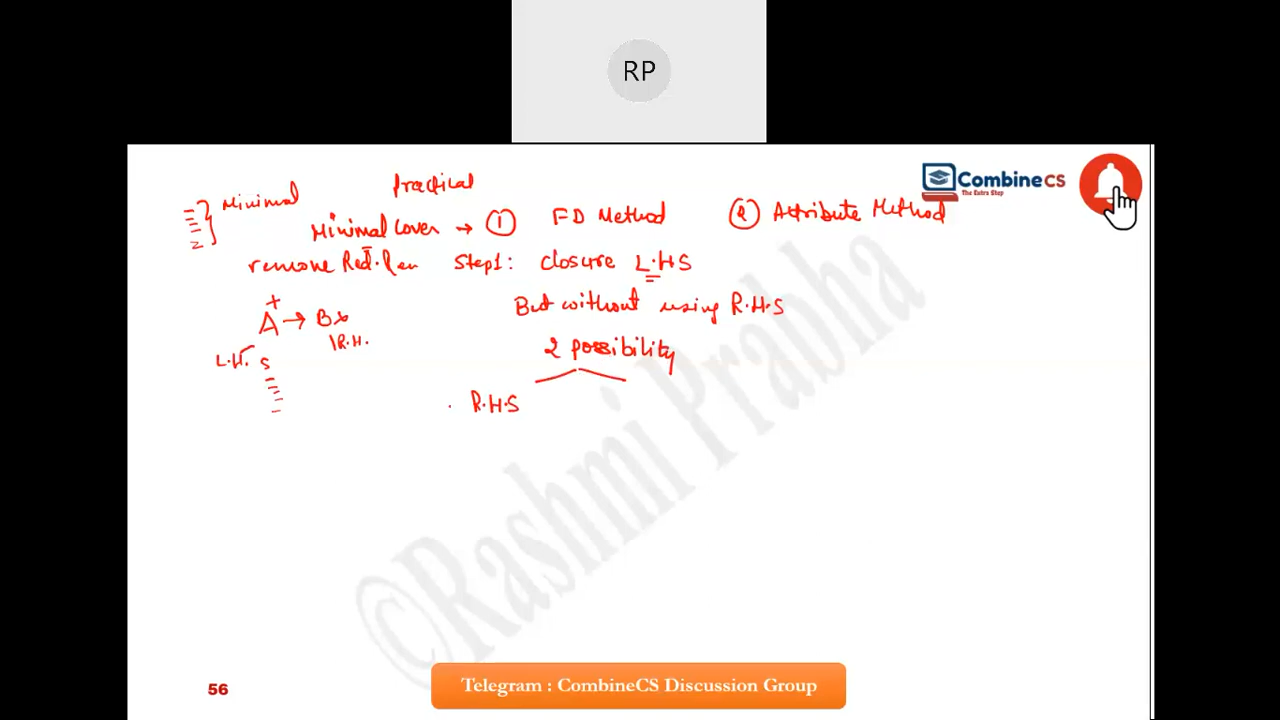 RP
CombineCS
The Extra Step
Practical
Minimal
Minimal Cover → ① FD Method ② Attribute Method
remove Red. Step1: closure L.H.S
But without using R.H.S
A+ → B
R.H.
L.H.S
2 possibility
R.H.S
©Rashmi Prabha
56
Telegram : CombineCS Discussion Group